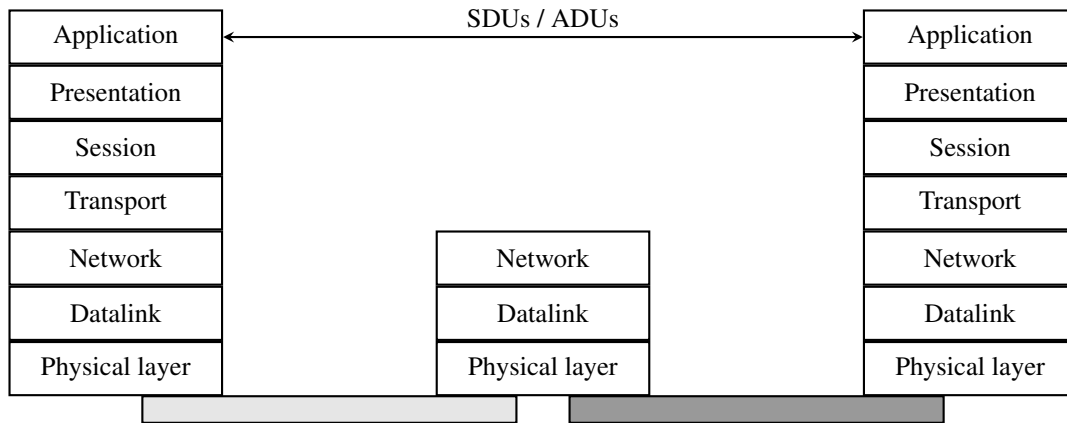 SDUs / ADUs
Application
Application
Presentation
Presentation
Session
Session
Transport
Transport
Network
Network
Network
Datalink
Datalink
Datalink
Physical layer
Physical layer
Physical layer